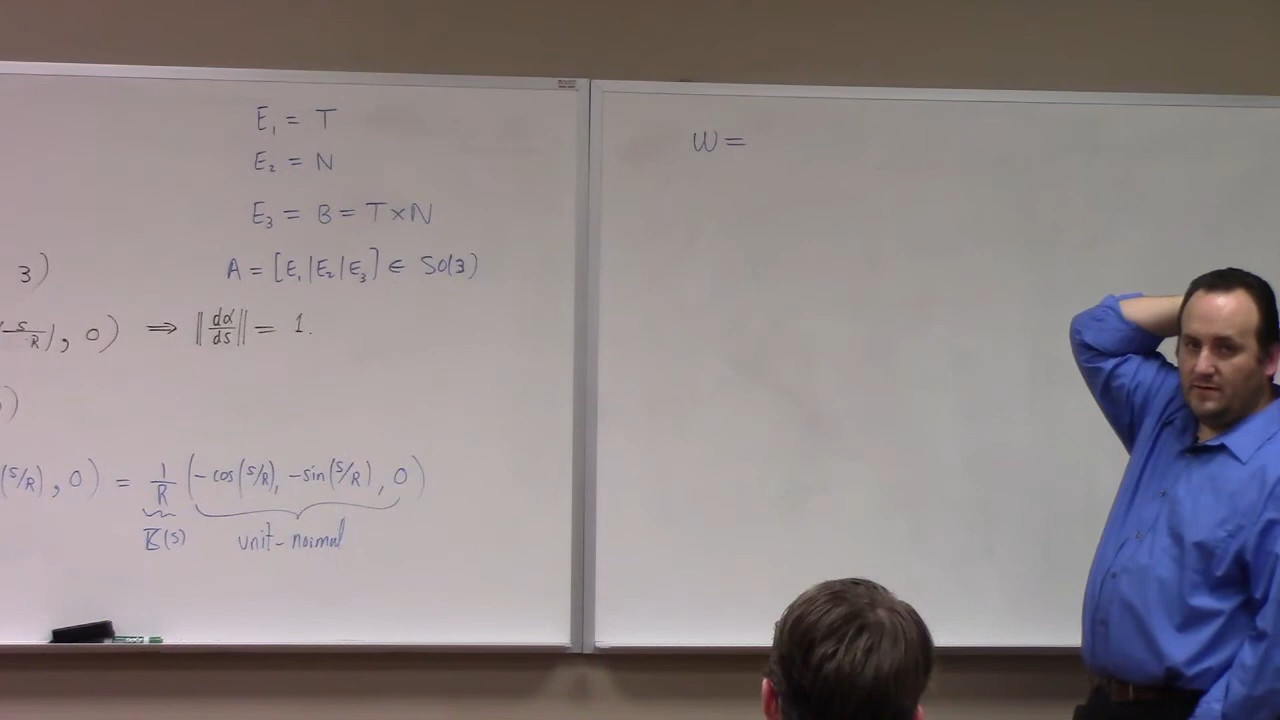 E₁ = T
E₂ = N
E₃ = B = T×N
A = [E₁|E₂|E₃] ∈ SO(3)
3)
s/R), 0) ⟹ ||dα/ds|| = 1.
)
(s/R), 0) = 1/R (-cos(s/R), -sin(s/R), 0)
K(s) unit-normal
W =